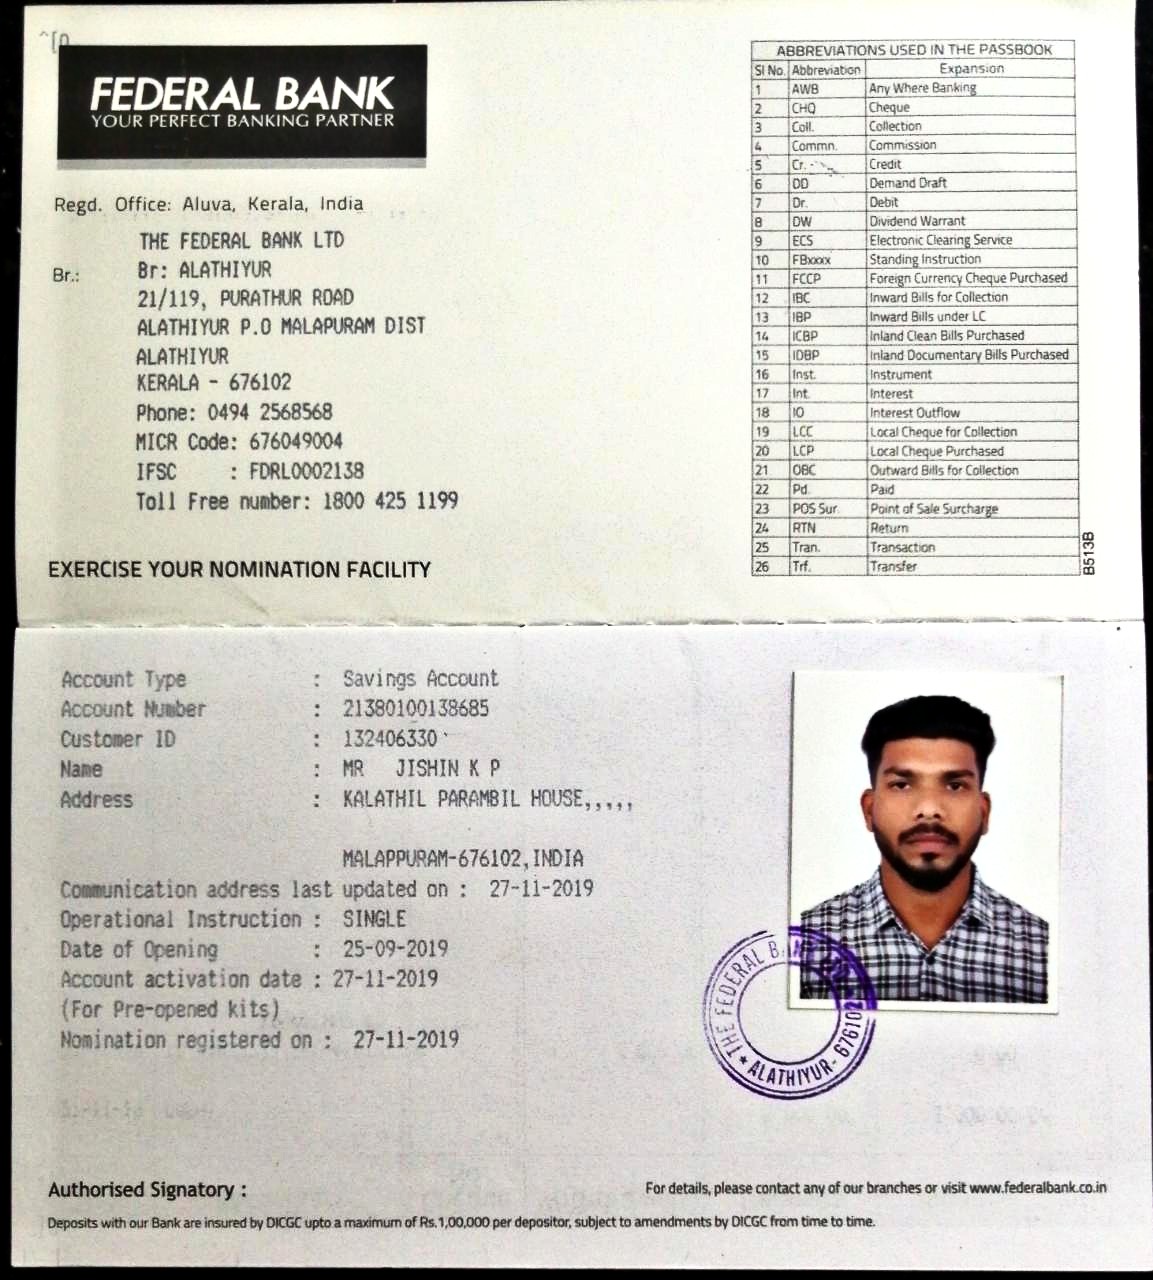 FEDERAL BANK
YOUR PERFECT BANKING PARTNER
Regd. Office: Aluva, Kerala, India
THE FEDERAL BANK LTD
Br.: Br: ALATHIYUR
21/119, PURATHUR ROAD
ALATHIYUR P.O MALAPURAM DIST
ALATHIYUR
KERALA - 676102
Phone: 0494 2568568
MICR Code: 676049004
IFSC : FDRL0002138
Toll Free number: 1800 425 1199
EXERCISE YOUR NOMINATION FACILITY
ABBREVIATIONS USED IN THE PASSBOOK
Sl No. Abbreviation Expansion
1 AWB Any Where Banking
2 CHQ Cheque
3 Coll. Collection
4 Commn. Commission
5 Cr. Credit
6 DD Demand Draft
7 Dr. Debit
8 DW Dividend Warrant
9 ECS Electronic Clearing Service
10 FBxxxx Standing Instruction
11 FCCP Foreign Currency Cheque Purchased
12 IBC Inward Bills for Collection
13 IBP Inward Bills under LC
14 ICBP Inland Clean Bills Purchased
15 IDBP Inland Documentary Bills Purchased
16 Inst. Instrument
17 Int. Interest
18 IO Interest Outflow
19 LCC Local Cheque for Collection
20 LCP Local Cheque Purchased
21 OBC Outward Bills for Collection
22 Pd. Paid
23 POS Sur. Point of Sale Surcharge
24 RTN Return
25 Tran. Transaction
26 Trf. Transfer
B513B
Account Type : Savings Account
Account Number : 21380100138685
Customer ID : 132406330
Name : MR JISHIN K P
Address : KALATHIL PARAMBIL HOUSE,,,,,
MALAPPURAM-676102,INDIA
Communication address last updated on : 27-11-2019
Operational Instruction : SINGLE
Date of Opening : 25-09-2019
Account activation date : 27-11-2019
(For Pre-opened kits)
Nomination registered on : 27-11-2019
THE FEDERAL BANK
★ ALATHIYUR- 676102
Authorised Signatory :
For details, please contact any of our branches or visit www.federalbank.co.in
Deposits with our Bank are insured by DICGC upto a maximum of Rs.1,00,000 per depositor, subject to amendments by DICGC from time to time.